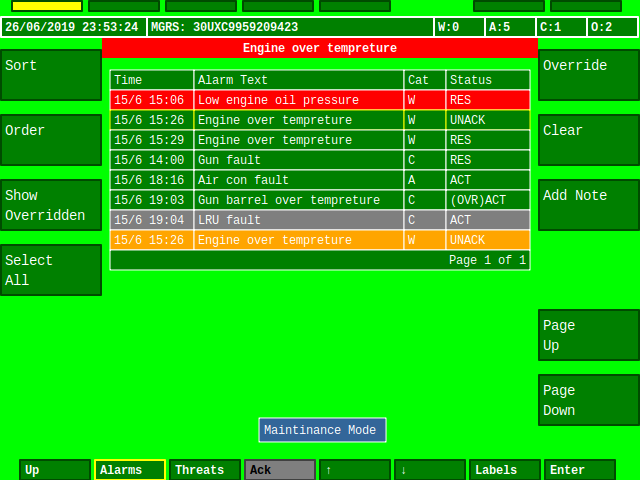 26/06/2019 23:53:24 MGRS: 30UXC9959209423 W:0 A:5 C:1 O:2
Engine over tempreture
Sort
Override
Order
Clear
Show
Overridden
Add Note
Select
All
Time Alarm Text Cat Status
15/6 15:06 Low engine oil pressure W RES
15/6 15:26 Engine over tempreture W UNACK
15/6 15:29 Engine over tempreture W RES
15/6 14:00 Gun fault C RES
15/6 18:16 Air con fault A ACT
15/6 19:03 Gun barrel over tempreture C (OVR)ACT
15/6 19:04 LRU fault C ACT
15/6 15:26 Engine over tempreture W UNACK
Page 1 of 1
Page
Up
Page
Down
Maintinance Mode
Up Alarms Threats Ack ↑ ↓ Labels Enter